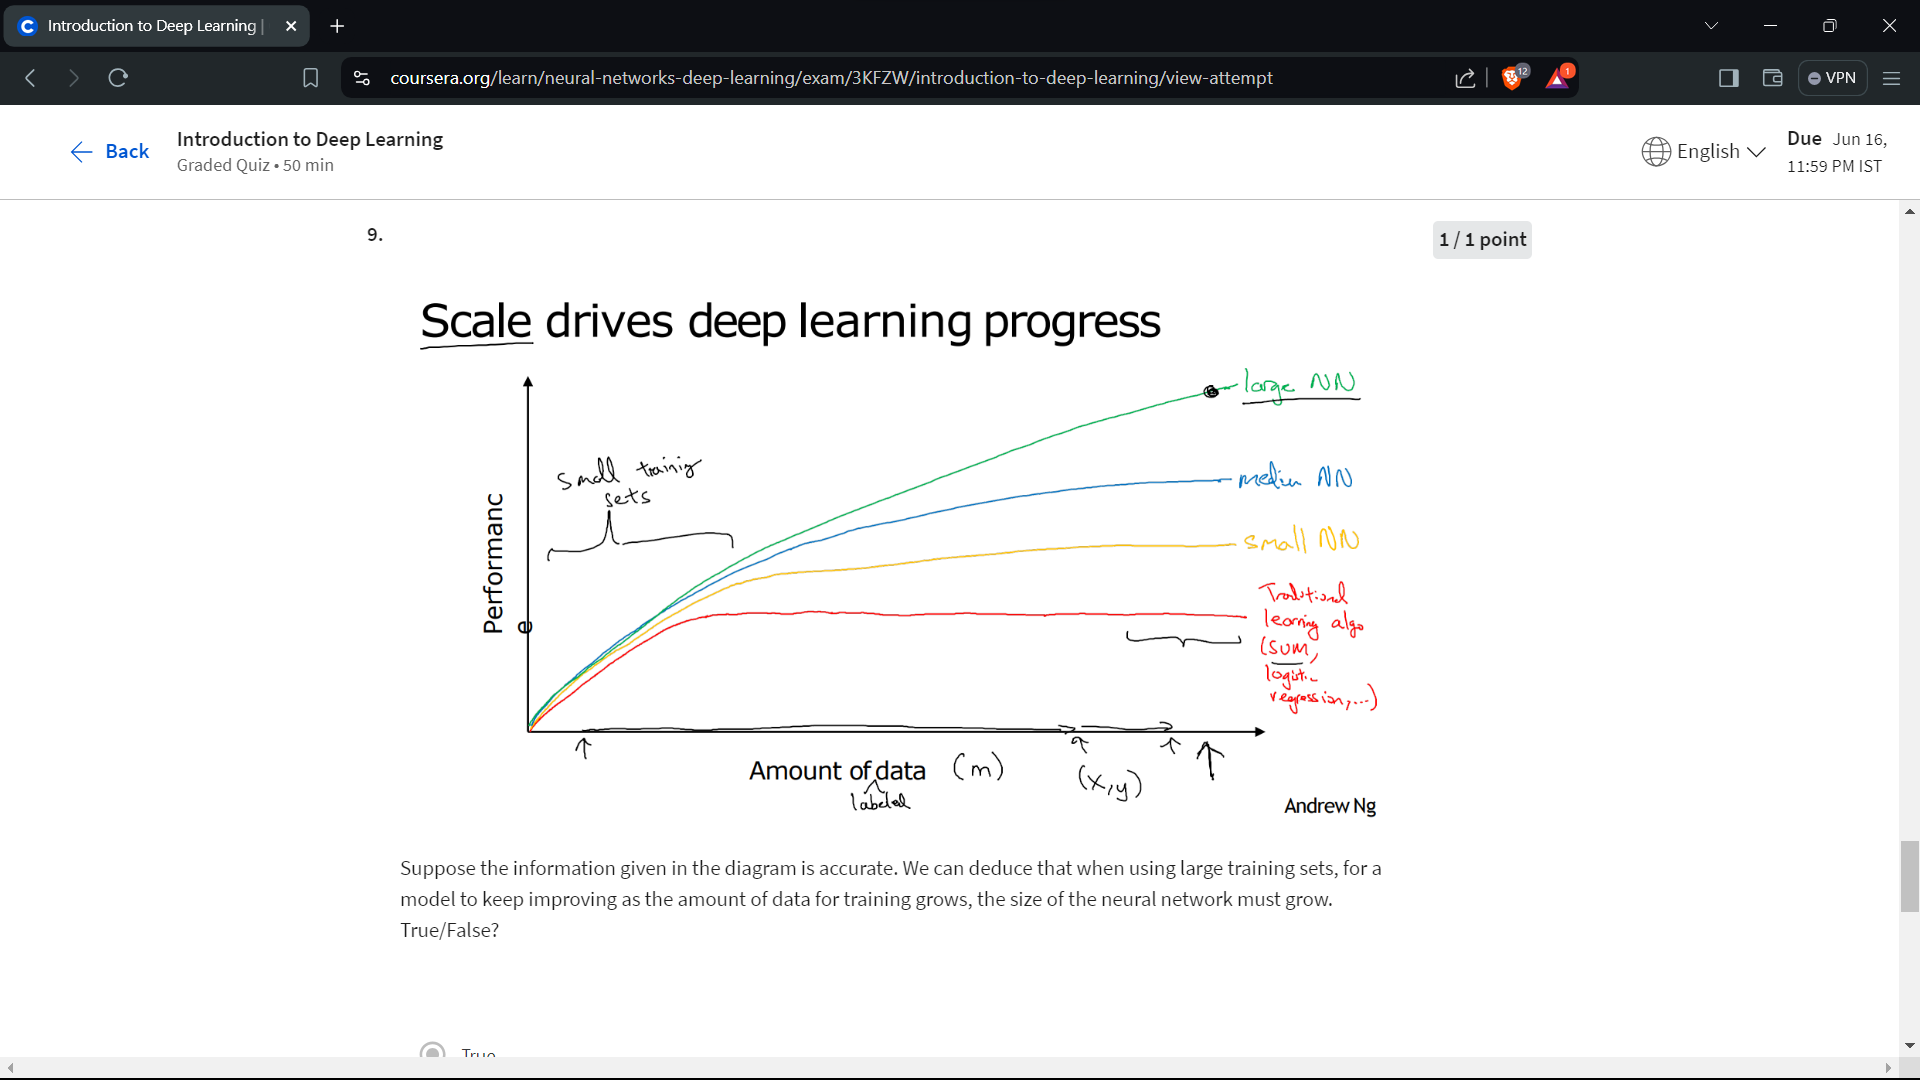 Introduction to Deep Learning |
coursera.org/learn/neural-networks-deep-learning/exam/3KFZW/introduction-to-deep-learning/view-attempt
12
1
VPN
Back
Introduction to Deep Learning
Graded Quiz • 50 min
English
Due Jun 16,
11:59 PM IST
9.
1 / 1 point
Scale drives deep learning progress
large NN
small training
sets
median NN
small NN
Performanc
e
Traditional
learning algo
(SVM,
logistic
regression,...)
Amount of data (m)
labeled
(x,y)
Andrew Ng
Suppose the information given in the diagram is accurate. We can deduce that when using large training sets, for a
model to keep improving as the amount of data for training grows, the size of the neural network must grow.
True/False?
True